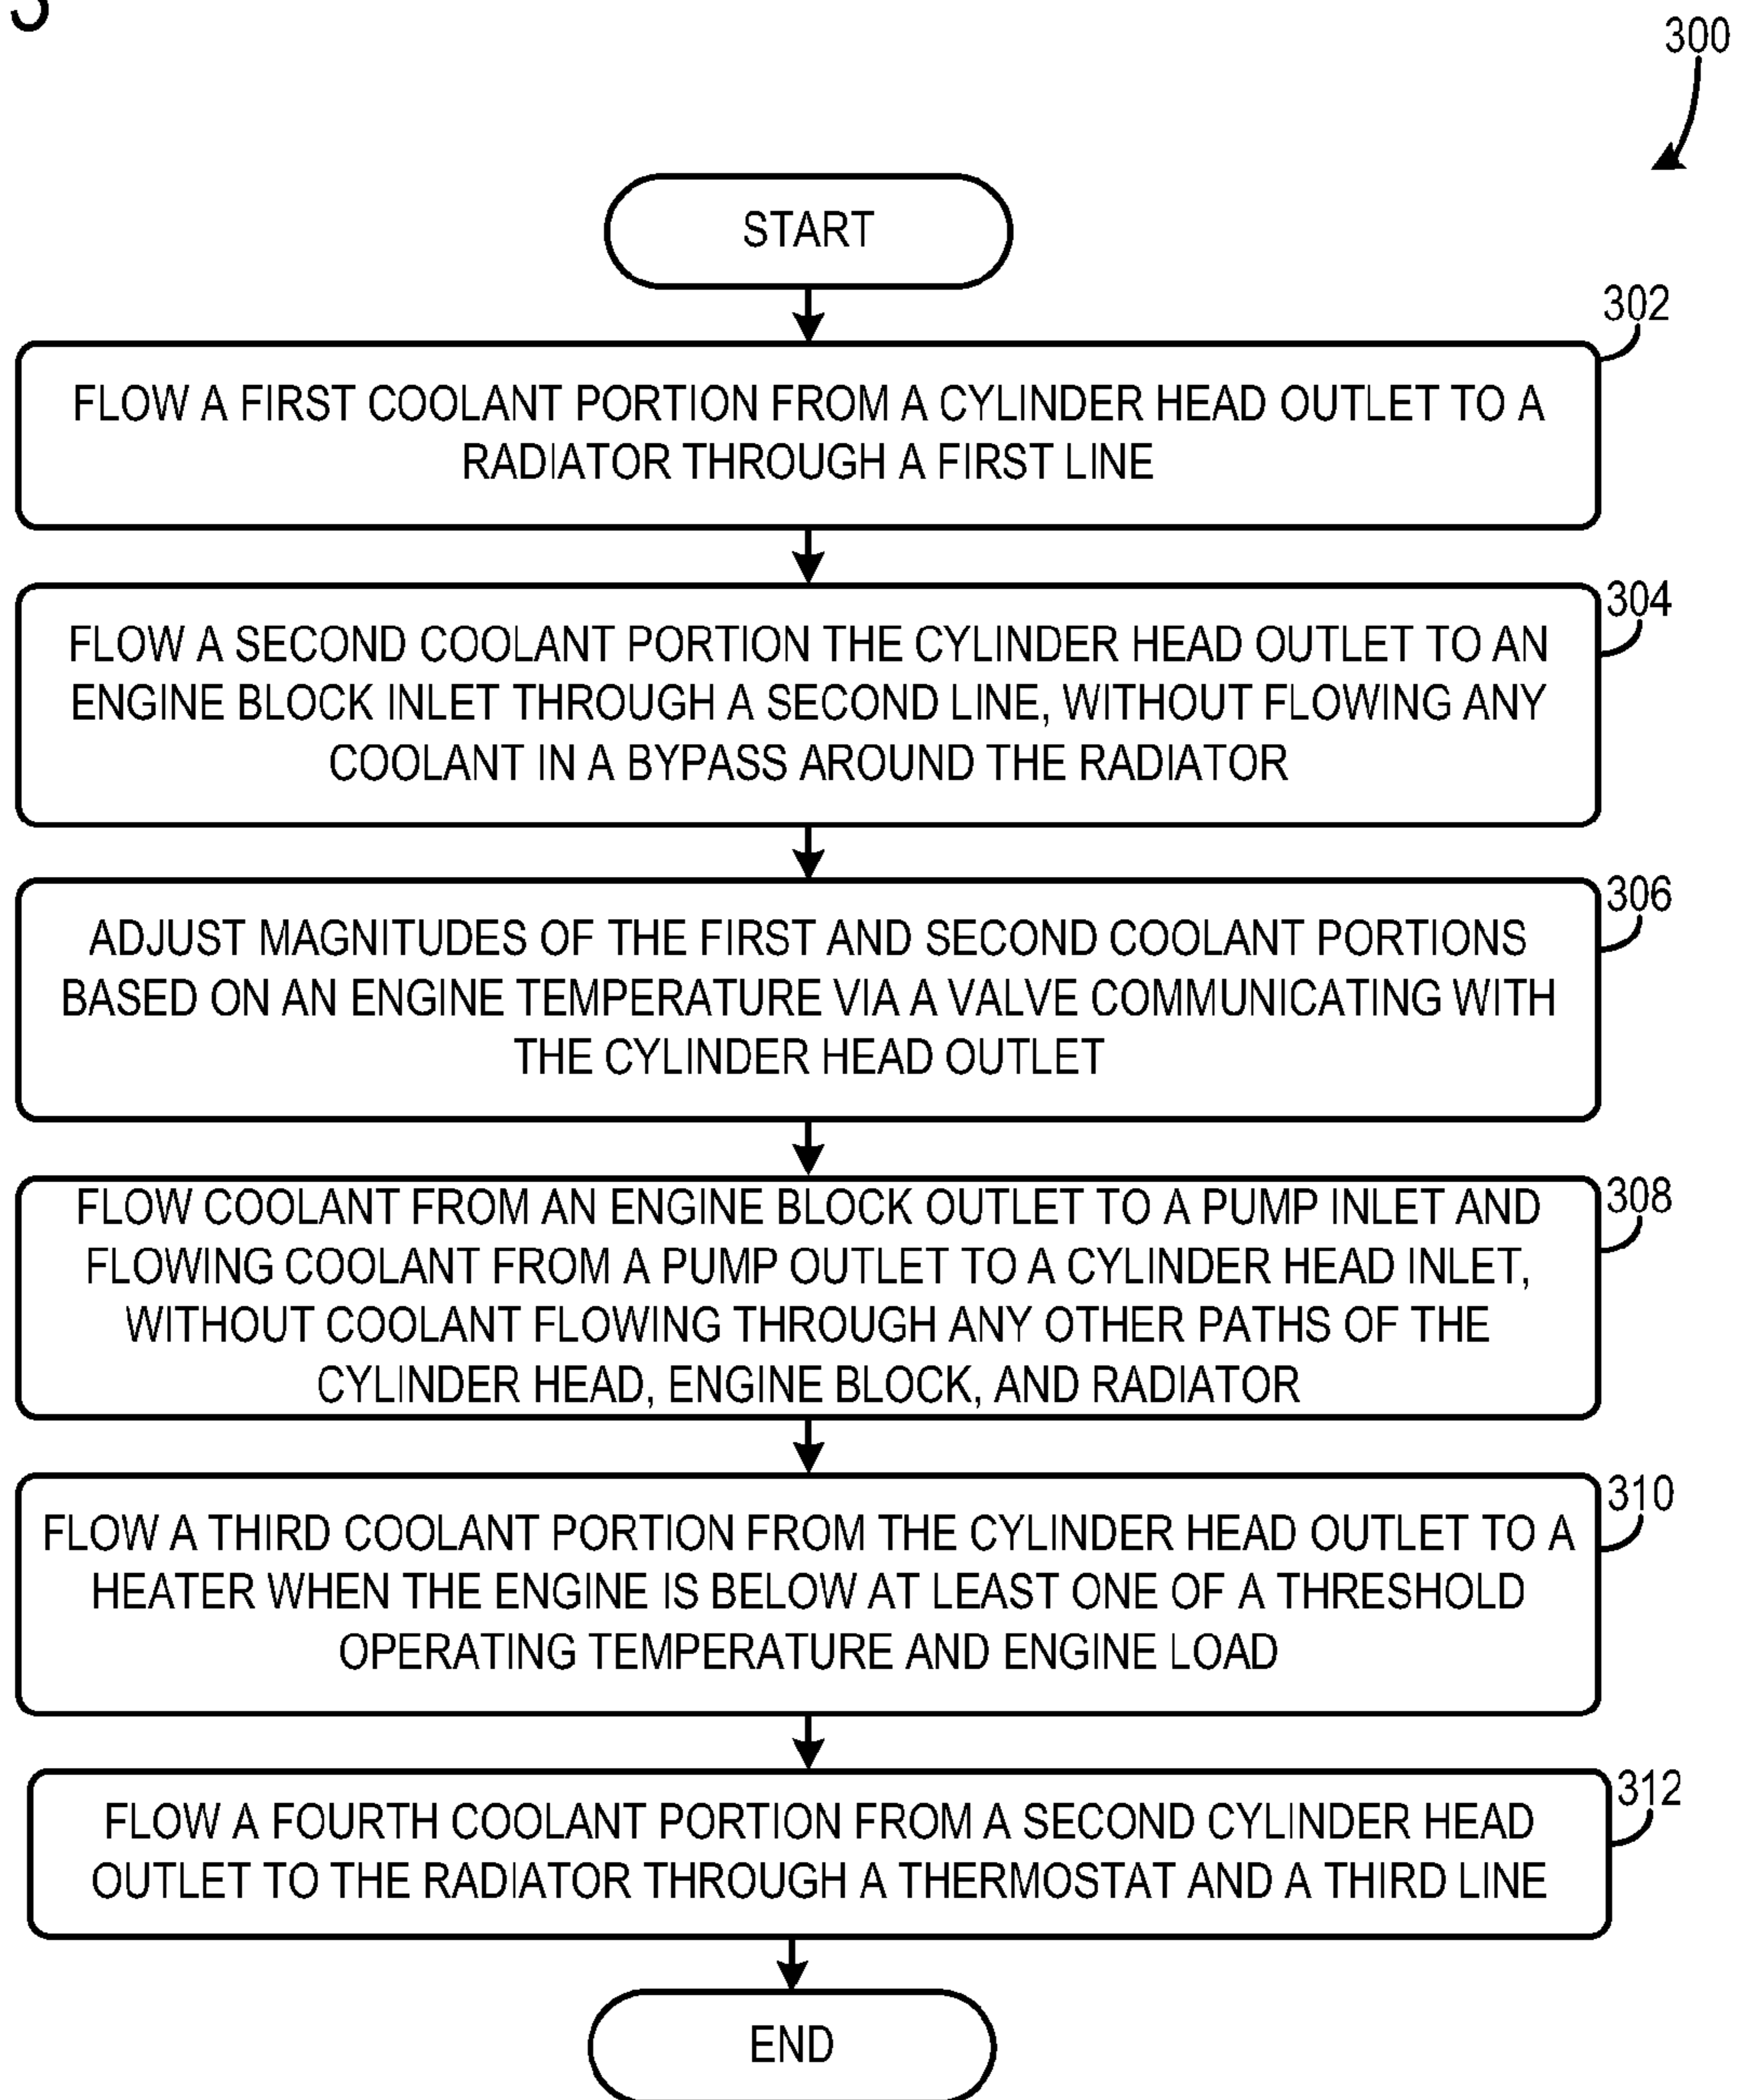 300
START
302
FLOW A FIRST COOLANT PORTION FROM A CYLINDER HEAD OUTLET TO A
RADIATOR THROUGH A FIRST LINE
304
FLOW A SECOND COOLANT PORTION THE CYLINDER HEAD OUTLET TO AN
ENGINE BLOCK INLET THROUGH A SECOND LINE, WITHOUT FLOWING ANY
COOLANT IN A BYPASS AROUND THE RADIATOR
306
ADJUST MAGNITUDES OF THE FIRST AND SECOND COOLANT PORTIONS
BASED ON AN ENGINE TEMPERATURE VIA A VALVE COMMUNICATING WITH
THE CYLINDER HEAD OUTLET
308
FLOW COOLANT FROM AN ENGINE BLOCK OUTLET TO A PUMP INLET AND
FLOWING COOLANT FROM A PUMP OUTLET TO A CYLINDER HEAD INLET,
WITHOUT COOLANT FLOWING THROUGH ANY OTHER PATHS OF THE
CYLINDER HEAD, ENGINE BLOCK, AND RADIATOR
310
FLOW A THIRD COOLANT PORTION FROM THE CYLINDER HEAD OUTLET TO A
HEATER WHEN THE ENGINE IS BELOW AT LEAST ONE OF A THRESHOLD
OPERATING TEMPERATURE AND ENGINE LOAD
312
FLOW A FOURTH COOLANT PORTION FROM A SECOND CYLINDER HEAD
OUTLET TO THE RADIATOR THROUGH A THERMOSTAT AND A THIRD LINE
END